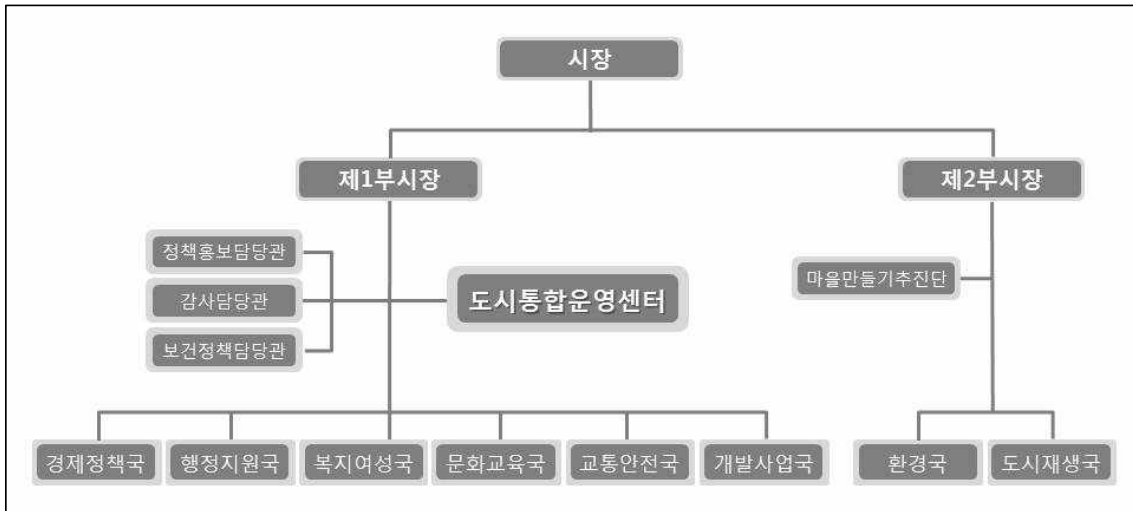 시장
제1부시장
제2부시장
정책홍보담당관
감사담당관
보건정책담당관
도시통합운영센터
마을만들기추진단
경제정책국
행정지원국
복지여성국
문화교육국
교통안전국
개발사업국
환경국
도시재생국